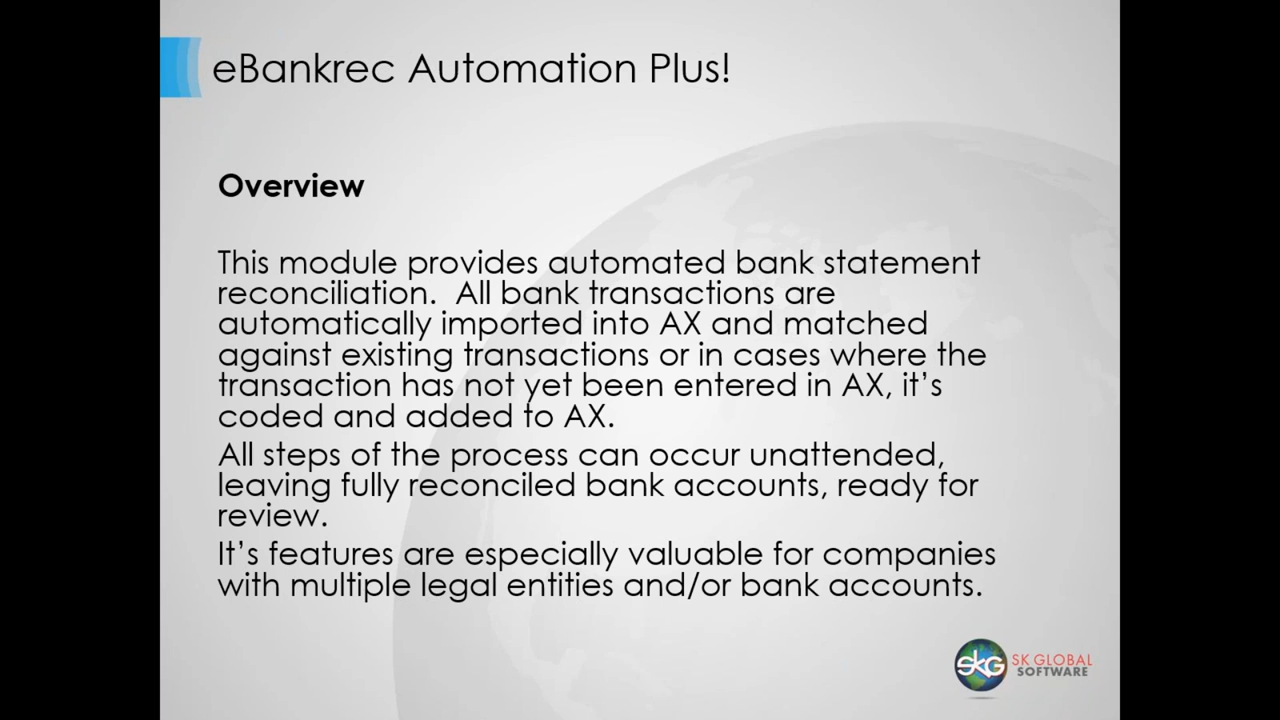 eBankrec Automation Plus!
Overview
This module provides automated bank statement
reconciliation.  All bank transactions are
automatically imported into AX and matched
against existing transactions or in cases where the
transaction has not yet been entered in AX, it’s
coded and added to AX.
All steps of the process can occur unattended,
leaving fully reconciled bank accounts, ready for
review.
It’s features are especially valuable for companies
with multiple legal entities and/or bank accounts.
skG SK GLOBAL
SOFTWARE